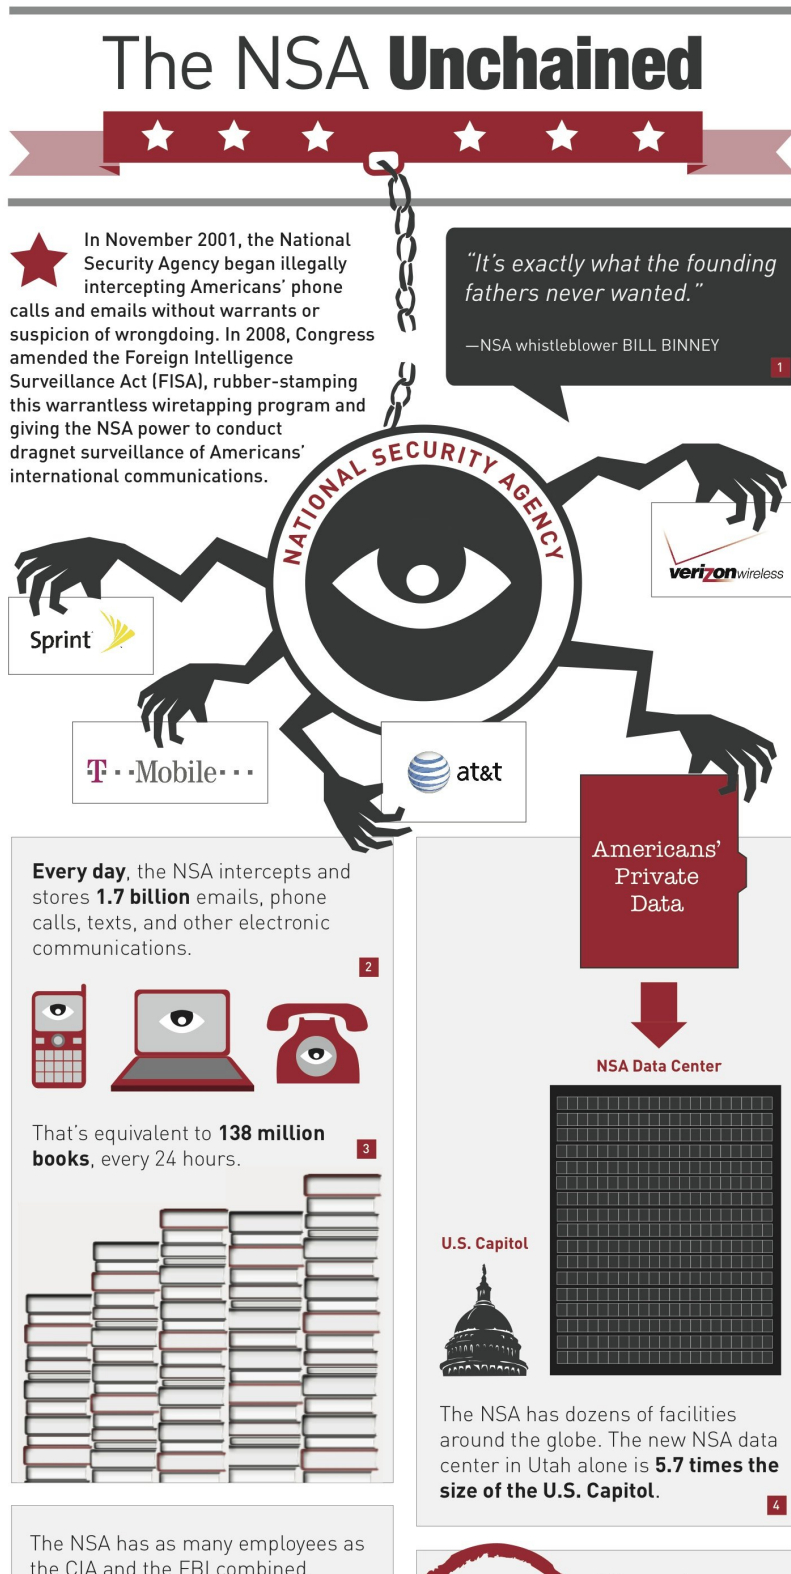 The NSA Unchained
In November 2001, the National
Security Agency began illegally
intercepting Americans' phone
calls and emails without warrants or
suspicion of wrongdoing. In 2008, Congress
amended the Foreign Intelligence
Surveillance Act (FISA), rubber-stamping
this warrantless wiretapping program and
giving the NSA power to conduct
dragnet surveillance of Americans'
international communications.
“It's exactly what the founding
fathers never wanted.”
—NSA whistleblower BILL BINNEY
1
NATIONAL SECURITY AGENCY
verizonwireless
Sprint
T··Mobile···
at&t
Americans'
Private
Data
Every day, the NSA intercepts and
stores 1.7 billion emails, phone
calls, texts, and other electronic
communications.
2
That's equivalent to 138 million
books, every 24 hours.
3
NSA Data Center
U.S. Capitol
The NSA has dozens of facilities
around the globe. The new NSA data
center in Utah alone is 5.7 times the
size of the U.S. Capitol.
4
The NSA has as many employees as
the CIA and the FBI combined